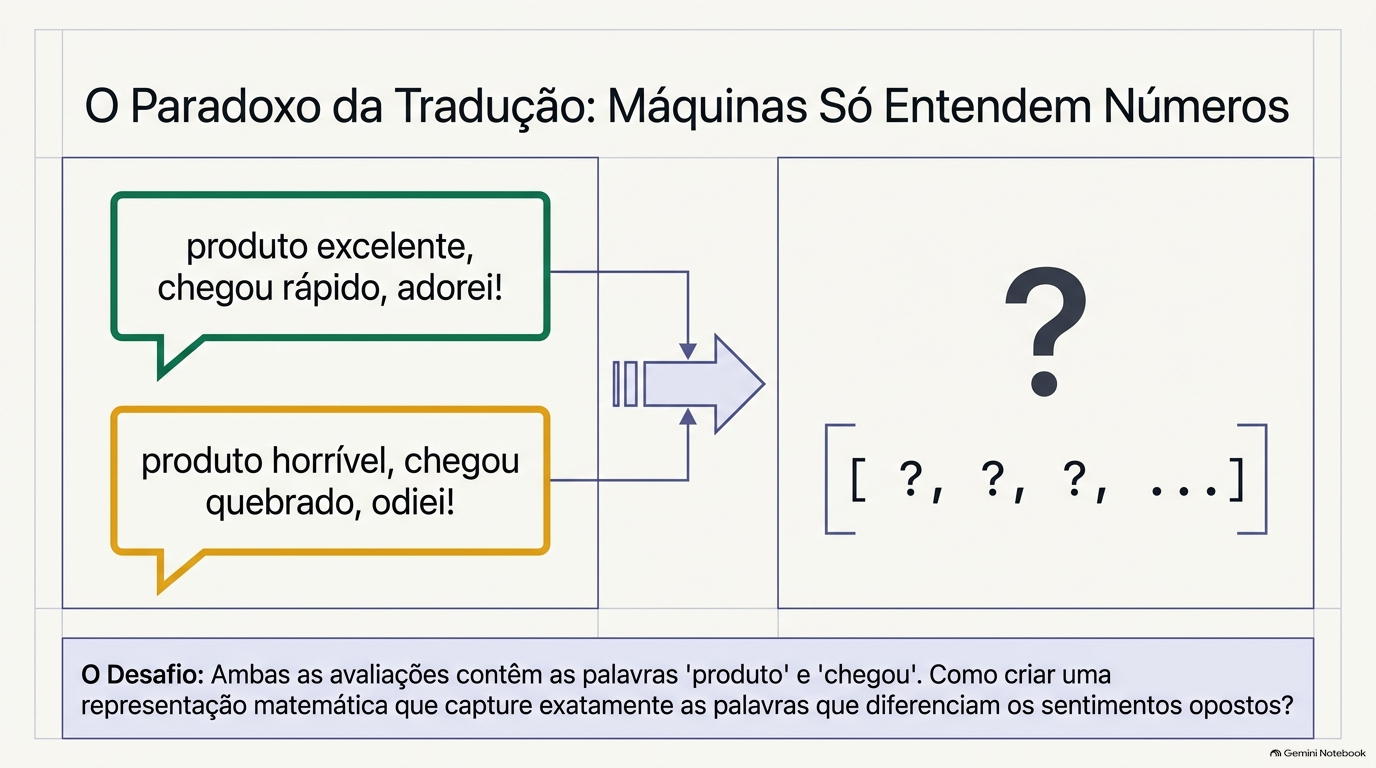 O Paradoxo da Tradução: Máquinas Só Entendem Números
produto excelente,
chegou rápido, adorei!
produto horrível, chegou
quebrado, odiei!
?
[ ?, ?, ?, ...]
O Desafio: Ambas as avaliações contêm as palavras 'produto' e 'chegou'. Como criar uma
representação matemática que capture exatamente as palavras que diferenciam os sentimentos opostos?
Gemini Notebook